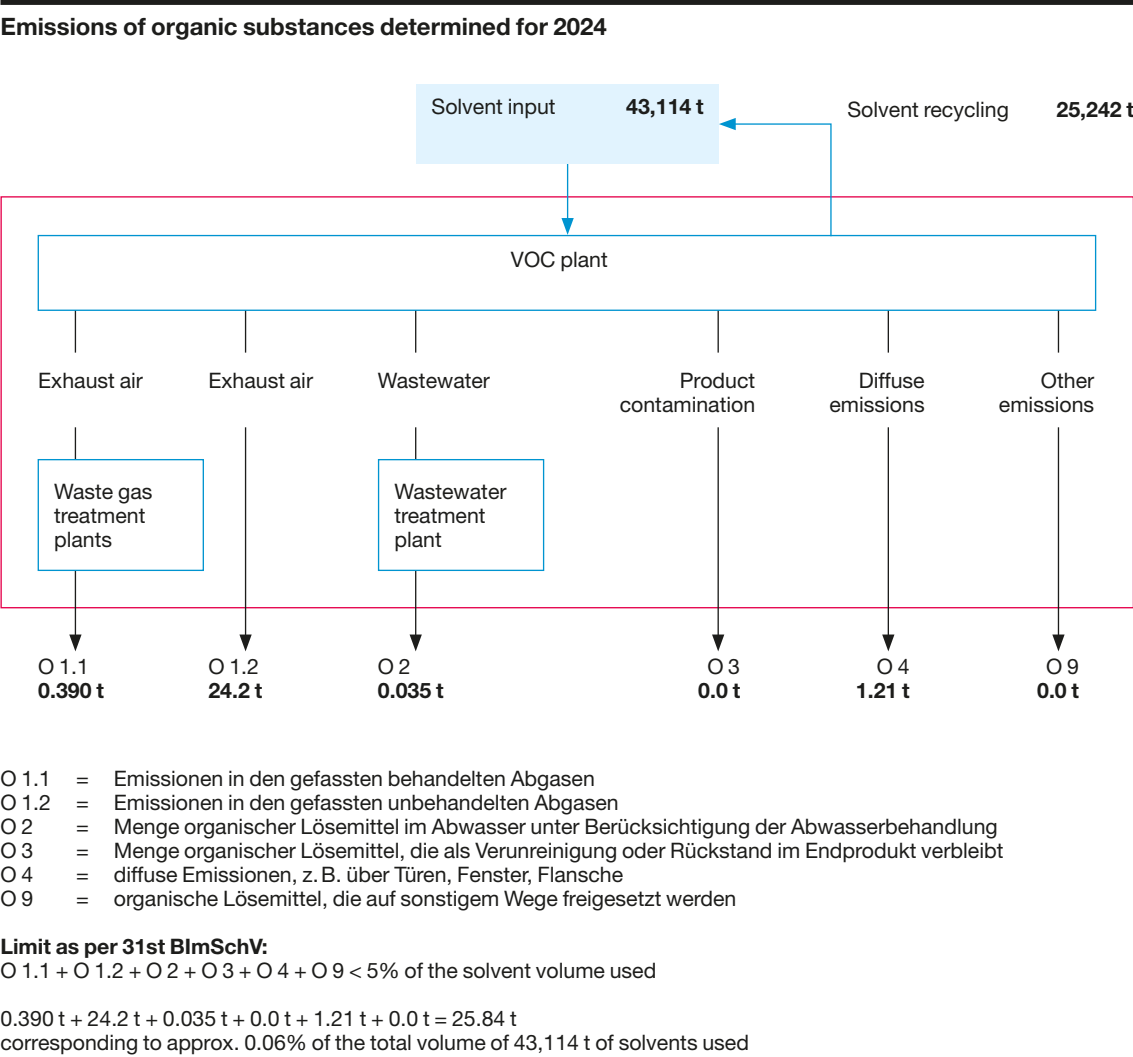 Emissions of organic substances determined for 2024
Solvent input 43,114 t
Solvent recycling 25,242 t
VOC plant
Exhaust air
Exhaust air
Wastewater
Product
contamination
Diffuse
emissions
Other
emissions
Waste gas
treatment
plants
Wastewater
treatment
plant
O 1.1
0.390 t
O 1.2
24.2 t
O 2
0.035 t
O 3
0.0 t
O 4
1.21 t
O 9
0.0 t
O 1.1 = Emissionen in den gefassten behandelten Abgasen
O 1.2 = Emissionen in den gefassten unbehandelten Abgasen
O 2 = Menge organischer Lösemittel im Abwasser unter Berücksichtigung der Abwasserbehandlung
O 3 = Menge organischer Lösemittel, die als Verunreinigung oder Rückstand im Endprodukt verbleibt
O 4 = diffuse Emissionen, z. B. über Türen, Fenster, Flansche
O 9 = organische Lösemittel, die auf sonstigem Wege freigesetzt werden
Limit as per 31st BImSchV:
O 1.1 + O 1.2 + O 2 + O 3 + O 4 + O 9 < 5% of the solvent volume used
0.390 t + 24.2 t + 0.035 t + 0.0 t + 1.21 t + 0.0 t = 25.84 t
corresponding to approx. 0.06% of the total volume of 43,114 t of solvents used